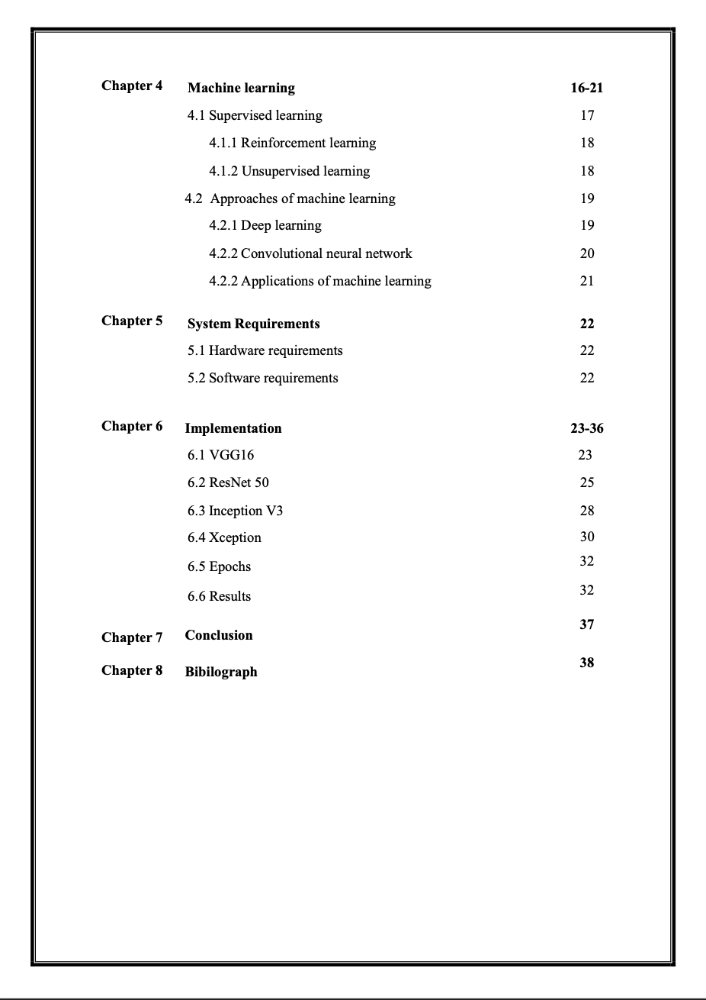 Chapter 4 Machine learning 16-21
4.1 Supervised learning 17
4.1.1 Reinforcement learning 18
4.1.2 Unsupervised learning 18
4.2 Approaches of machine learning 19
4.2.1 Deep learning 19
4.2.2 Convolutional neural network 20
4.2.2 Applications of machine learning 21
Chapter 5 System Requirements 22
5.1 Hardware requirements 22
5.2 Software requirements 22
Chapter 6 Implementation 23-36
6.1 VGG16 23
6.2 ResNet 50 25
6.3 Inception V3 28
6.4 Xception 30
6.5 Epochs 32
6.6 Results 32
Chapter 7 Conclusion 37
Chapter 8 Bibilograph 38